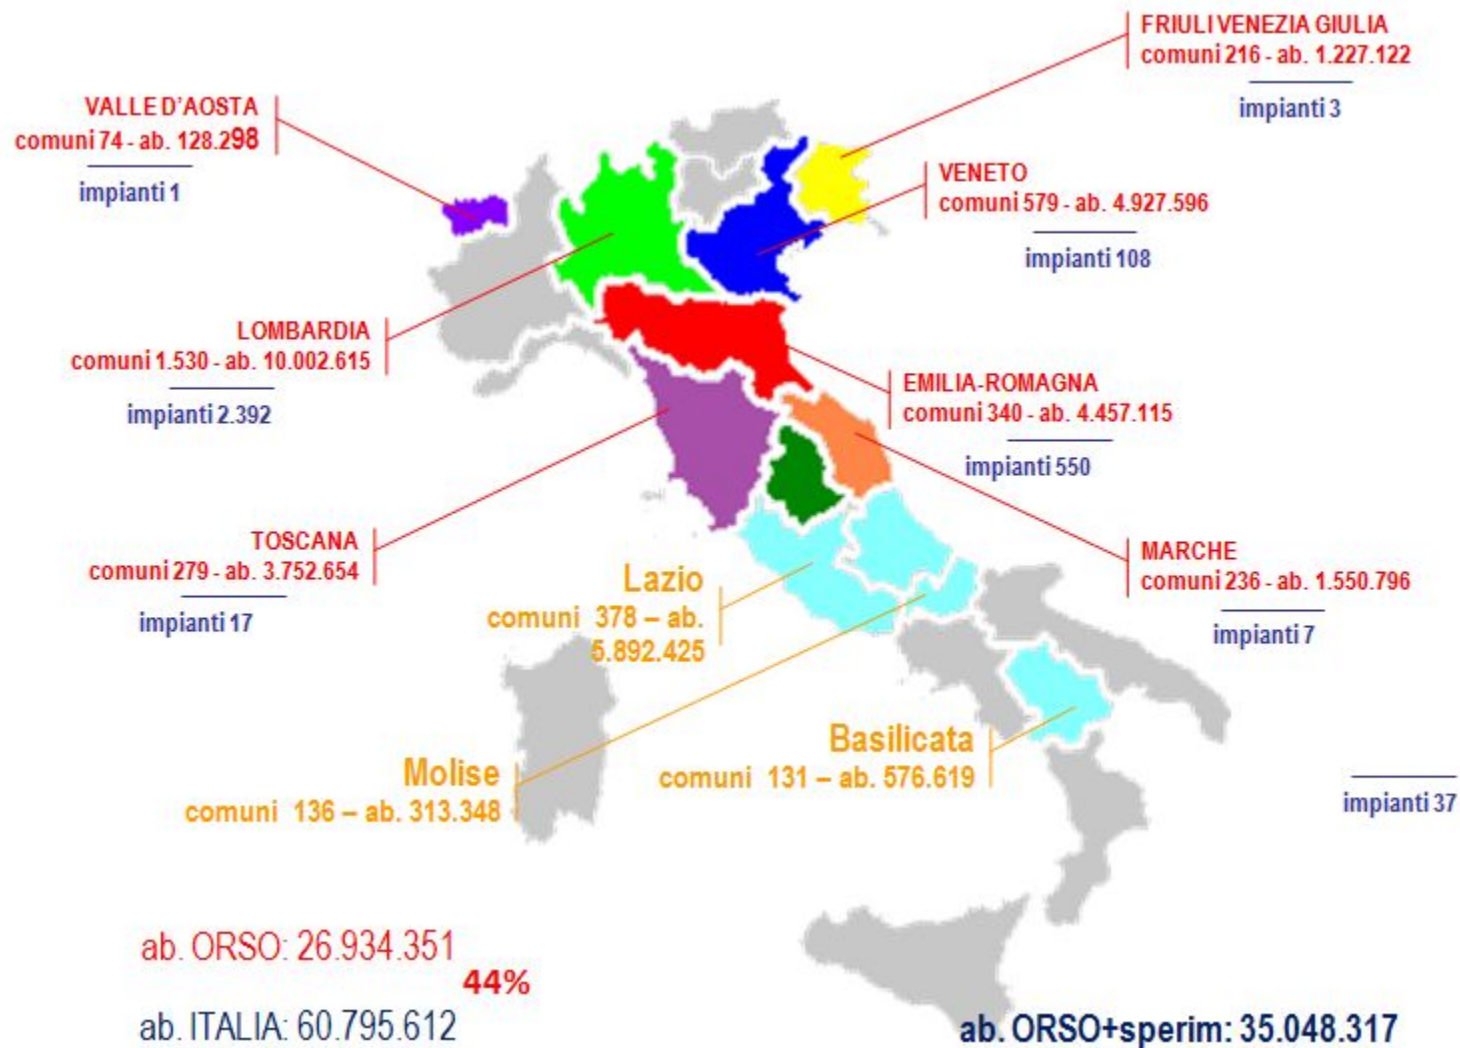 FRIULI VENEZIA GIULIA
comuni 216 - ab. 1.227.122
impianti 3
VALLE D'AOSTA
comuni 74 - ab. 128.298
impianti 1
VENETO
comuni 579 - ab. 4.927.596
impianti 108
LOMBARDIA
comuni 1.530 - ab. 10.002.615
impianti 2.392
EMILIA-ROMAGNA
comuni 340 - ab. 4.457.115
impianti 550
TOSCANA
comuni 279 - ab. 3.752.654
impianti 17
MARCHE
comuni 236 - ab. 1.550.796
impianti 7
Lazio
comuni 378 – ab.
5.892.425
Basilicata
comuni 131 – ab. 576.619
Molise
comuni 136 – ab. 313.348
impianti 37
ab. ORSO: 26.934.351
44%
ab. ITALIA: 60.795.612
ab. ORSO+sperim: 35.048.317